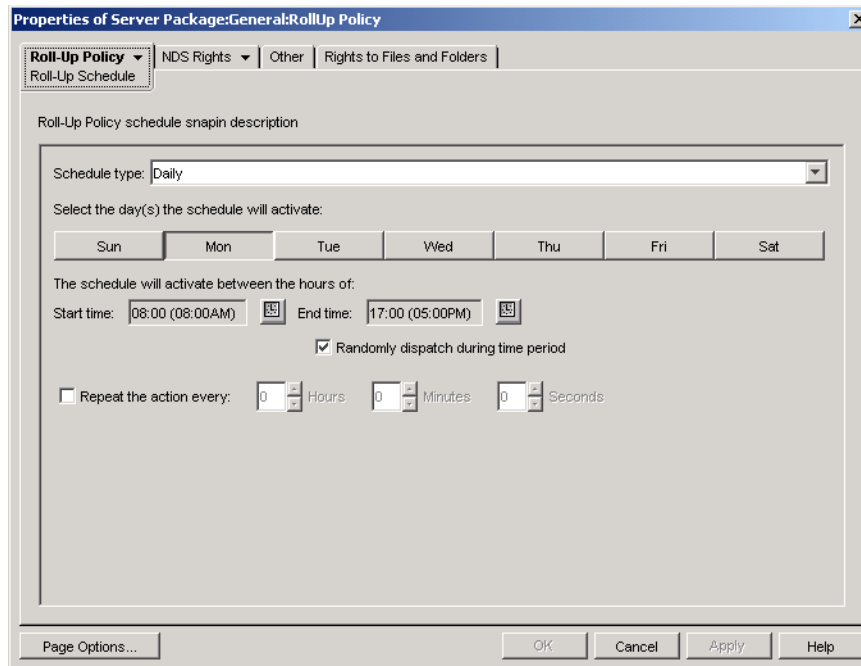 Properties of Server Package:General:RollUp Policy
Roll-Up Policy NDS Rights Other Rights to Files and Folders
Roll-Up Schedule
Roll-Up Policy schedule snapin description
Schedule type: Daily
Select the day(s) the schedule will activate:
Sun Mon Tue Wed Thu Fri Sat
The schedule will activate between the hours of:
Start time: 08:00 (08:00AM) End time: 17:00 (05:00PM)
Randomly dispatch during time period
Repeat the action every: 0 Hours 0 Minutes 0 Seconds
Page Options... OK Cancel Apply Help